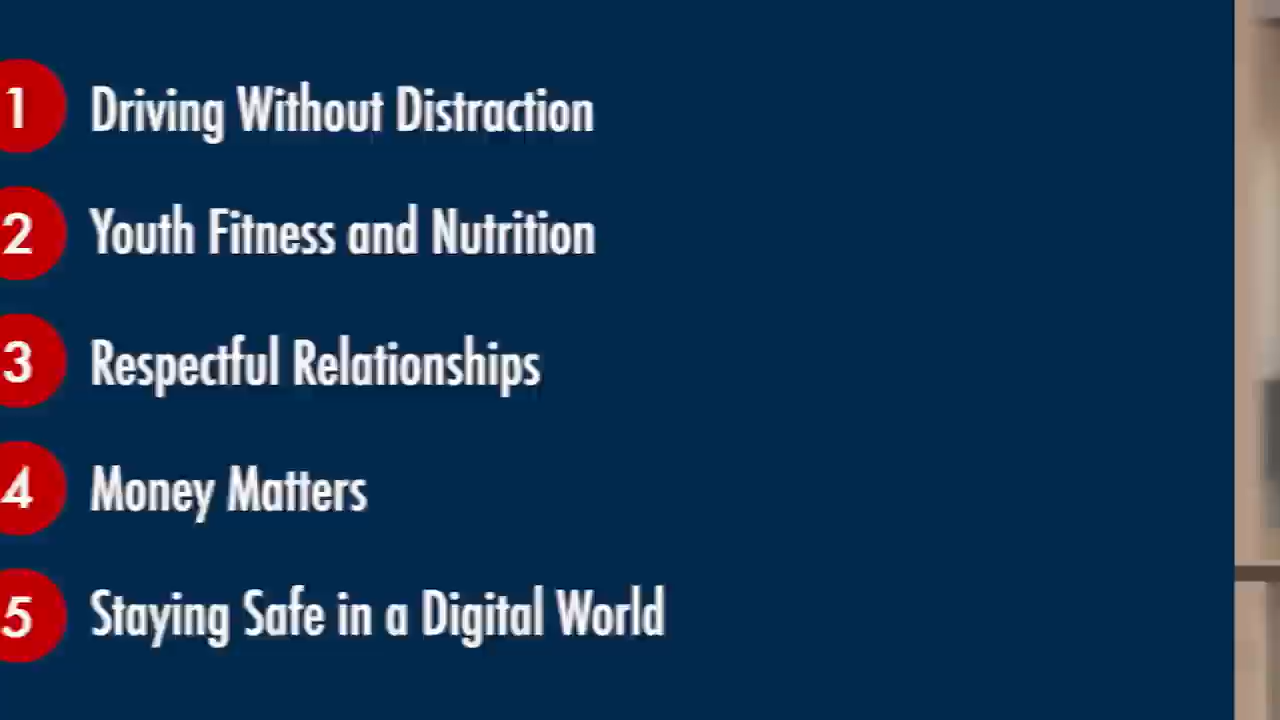 1 Driving Without Distraction
2 Youth Fitness and Nutrition
3 Respectful Relationships
4 Money Matters
5 Staying Safe in a Digital World